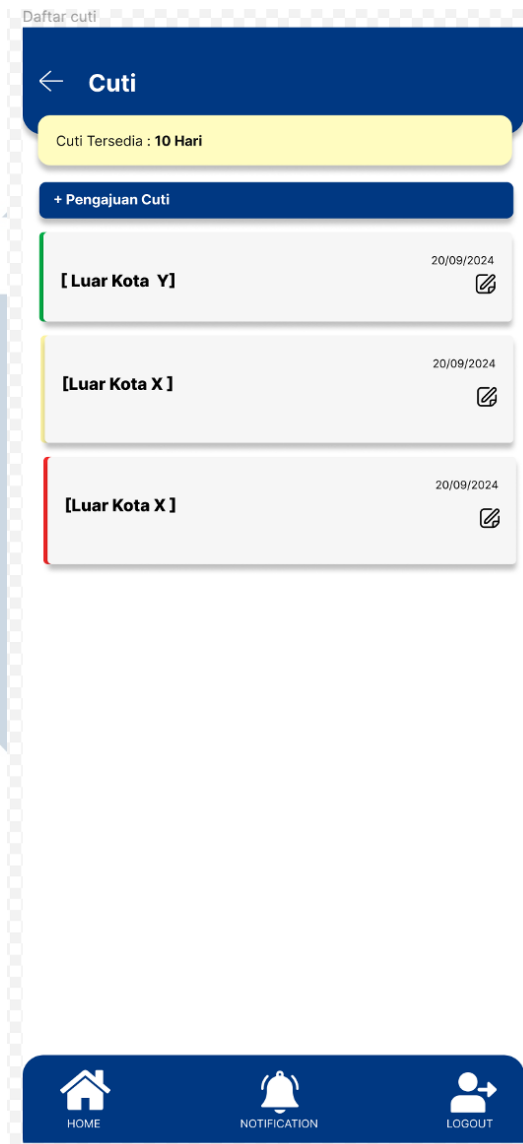 Daftar cuti
Cuti
Cuti Tersedia : 10 Hari
+ Pengajuan Cuti
20/09/2024
[ Luar Kota  Y]
20/09/2024
[Luar Kota X ]
20/09/2024
[Luar Kota X ]
HOME
NOTIFICATION
LOGOUT